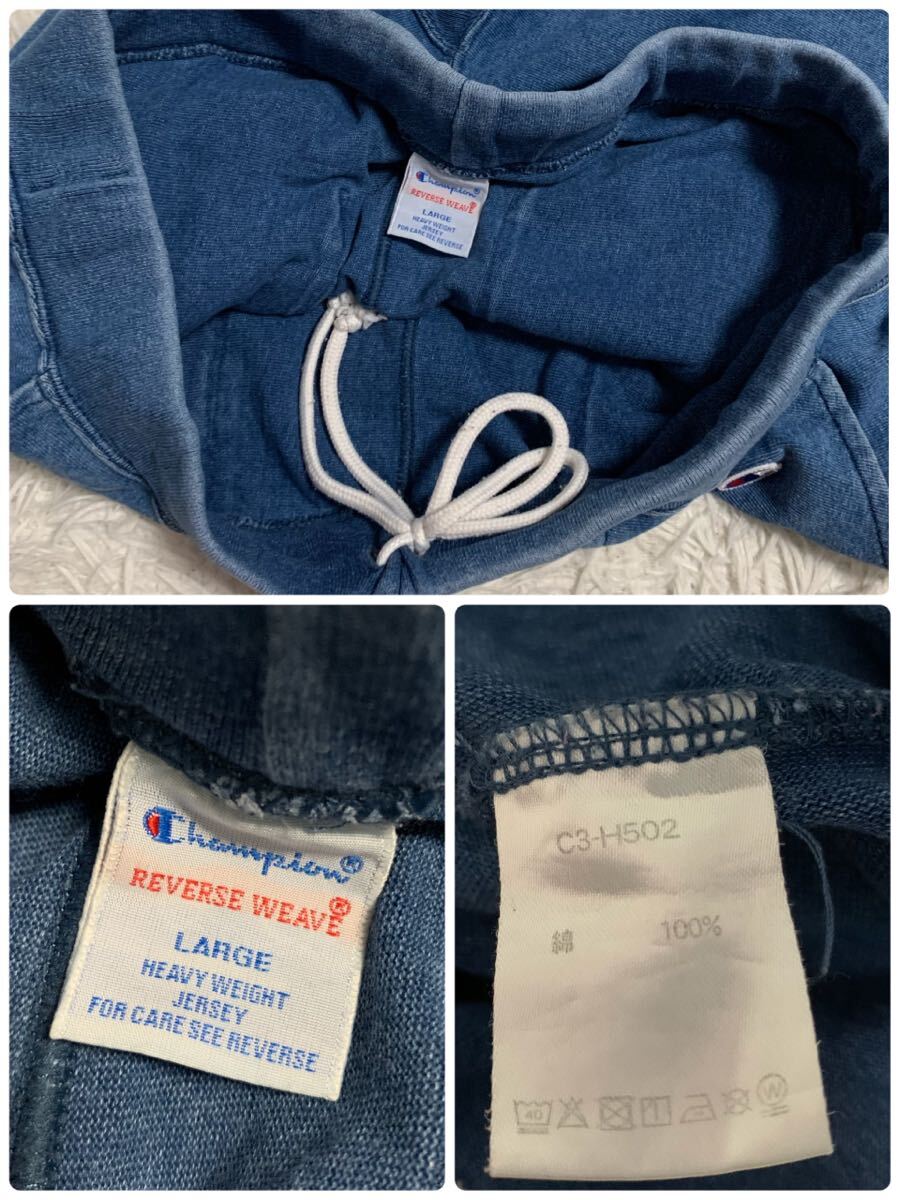 Champion®
REVERSE WEAVE®
LARGE
HEAVY WEIGHT
JERSEY
FOR CARE SEE REVERSE
Champion®
REVERSE WEAVE®
LARGE
HEAVY WEIGHT
JERSEY
FOR CARE SEE REVERSE
C3-H502
綿 100%
40
W